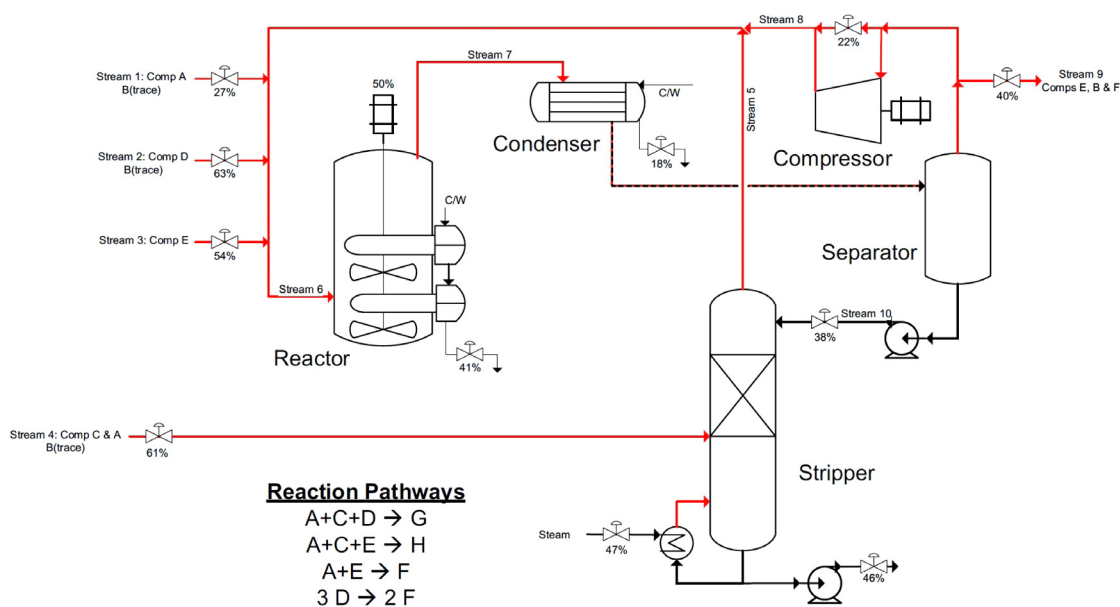 Stream 8
22%
Stream 7
Stream 1: Comp A
B(trace)
27%
50%
C/W
Stream 5
Stream 9
Comps E, B & F
40%
Condenser
18%
Compressor
Stream 2: Comp D
B(trace)
63%
C/W
Stream 3: Comp E
54%
Separator
Stream 6
Stream 10
38%
Reactor
41%
Stream 4: Comp C & A
B(trace)
61%
Stripper
Reaction Pathways
A+C+D → G
A+C+E → H
A+E → F
3 D → 2 F
Steam
47%
46%